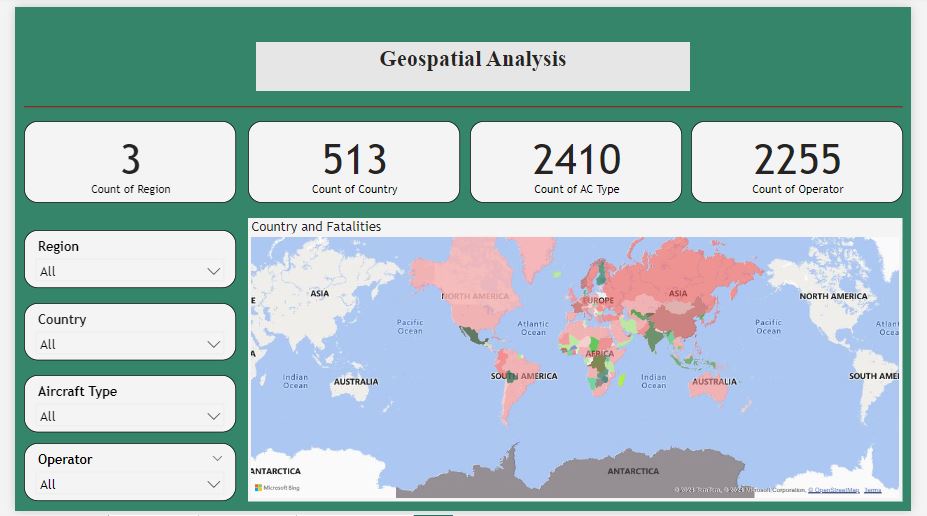 Geospatial Analysis
3
Count of Region
513
Count of Country
2410
Count of AC Type
2255
Count of Operator
Region
All
Country
All
Aircraft Type
All
Operator
All
Country and Fatalities
ASIA
NORTH AMERICA
EUROPE
ASIA
NORTH AMERICA
Pacific
Ocean
Atlantic
Ocean
Pacific
Ocean
Atlant
Ocean
AFRICA
Indian
Ocean
AUSTRALIA
SOUTH AMERICA
Indian
Ocean
AUSTRALIA
SOUTH AME
ANTARCTICA
ANTARCTICA
Microsoft Bing
TomTom, Microsoft Corporation, © OpenStreetMap Terms